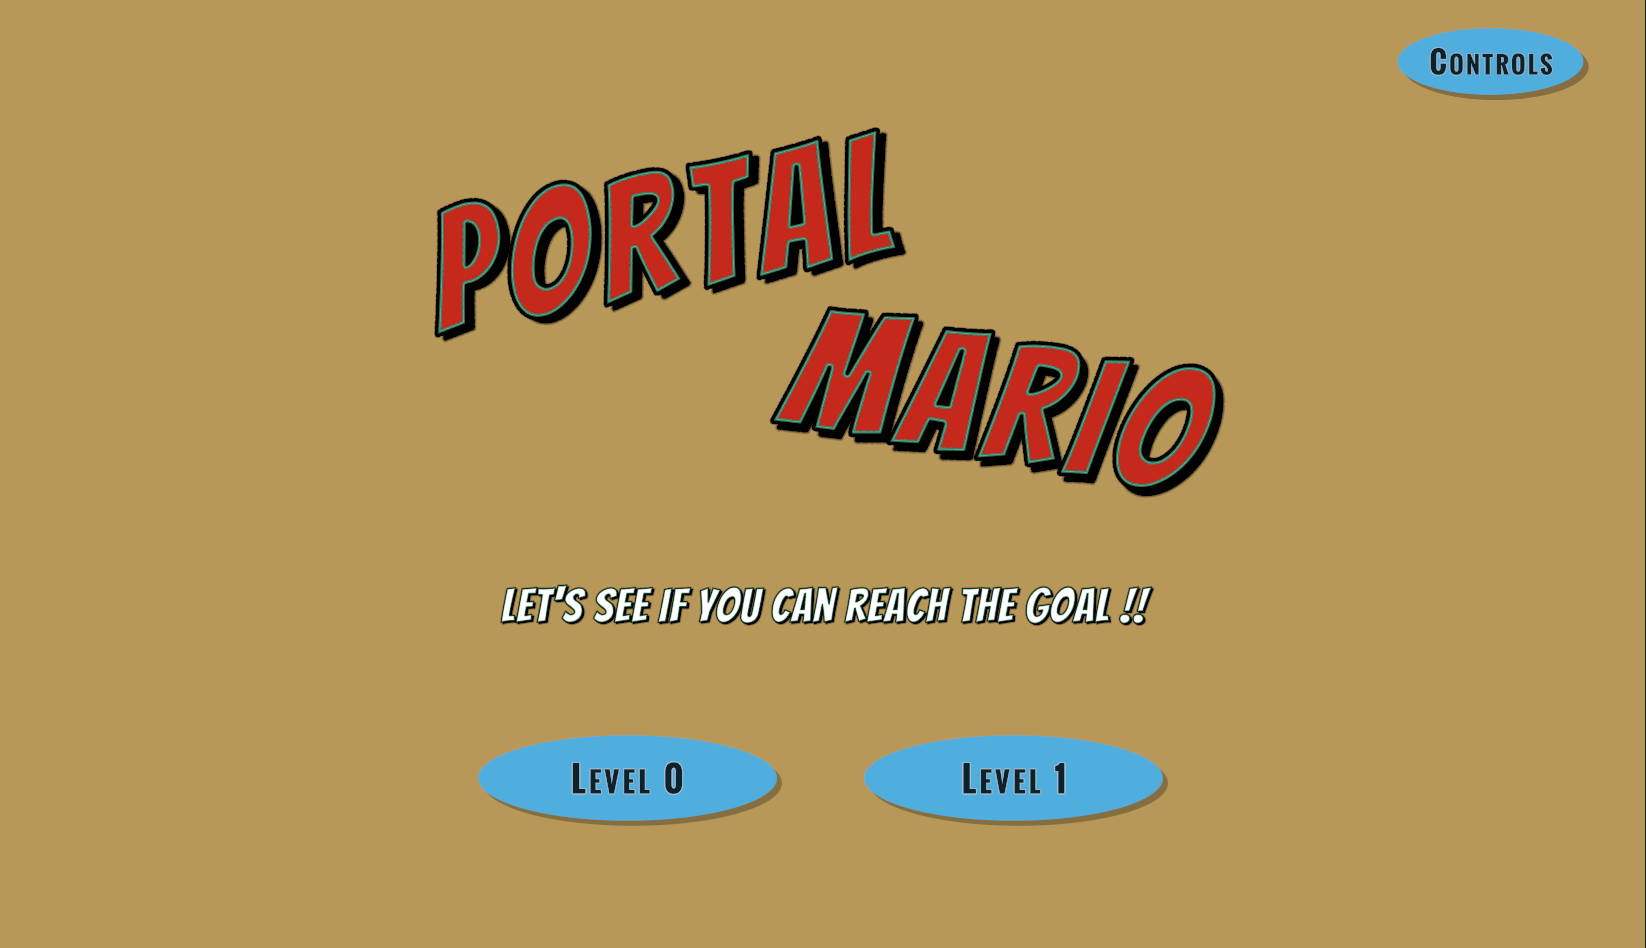 Controls
PORTAL
MARIO
LET'S SEE IF YOU CAN REACH THE GOAL !!
Level 0
Level 1